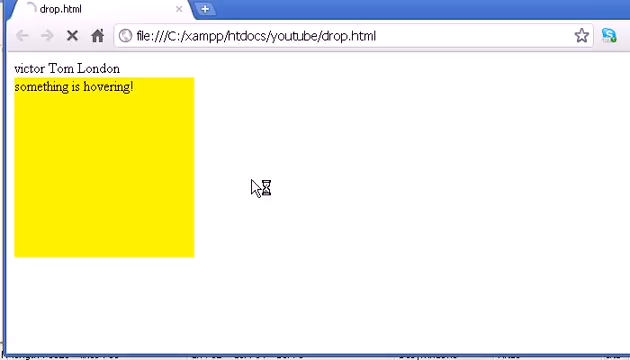 drop.html
file:///C:/xampp/htdocs/youtube/drop.html
victor Tom London
something is hovering!